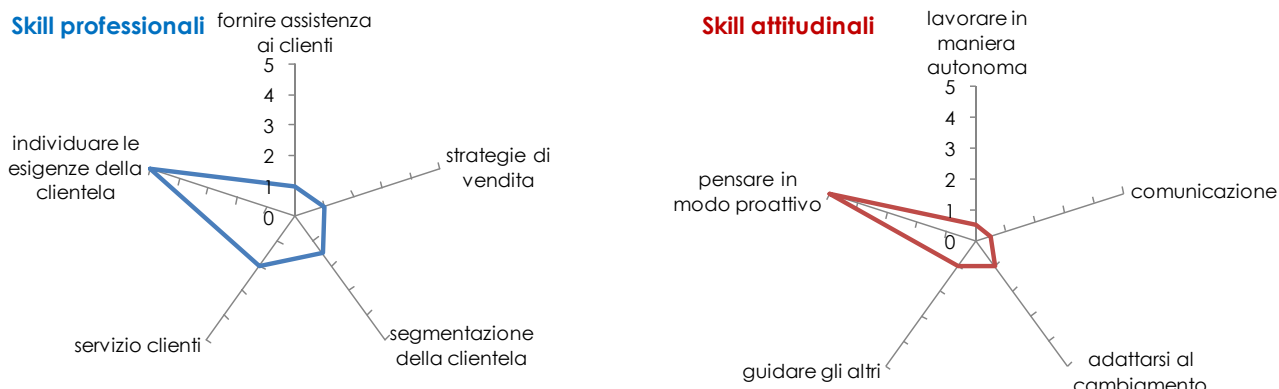 Skill professionali
fornire assistenza
ai clienti
5
4
3
2
1
0
individuare le
esigenze della
clientela
strategie di
vendita
servizio clienti
segmentazione
della clientela
Skill attitudinali
lavorare in
maniera
autonoma
5
4
3
2
1
0
pensare in
modo proattivo
comunicazione
guidare gli altri
adattarsi al
cambiamento